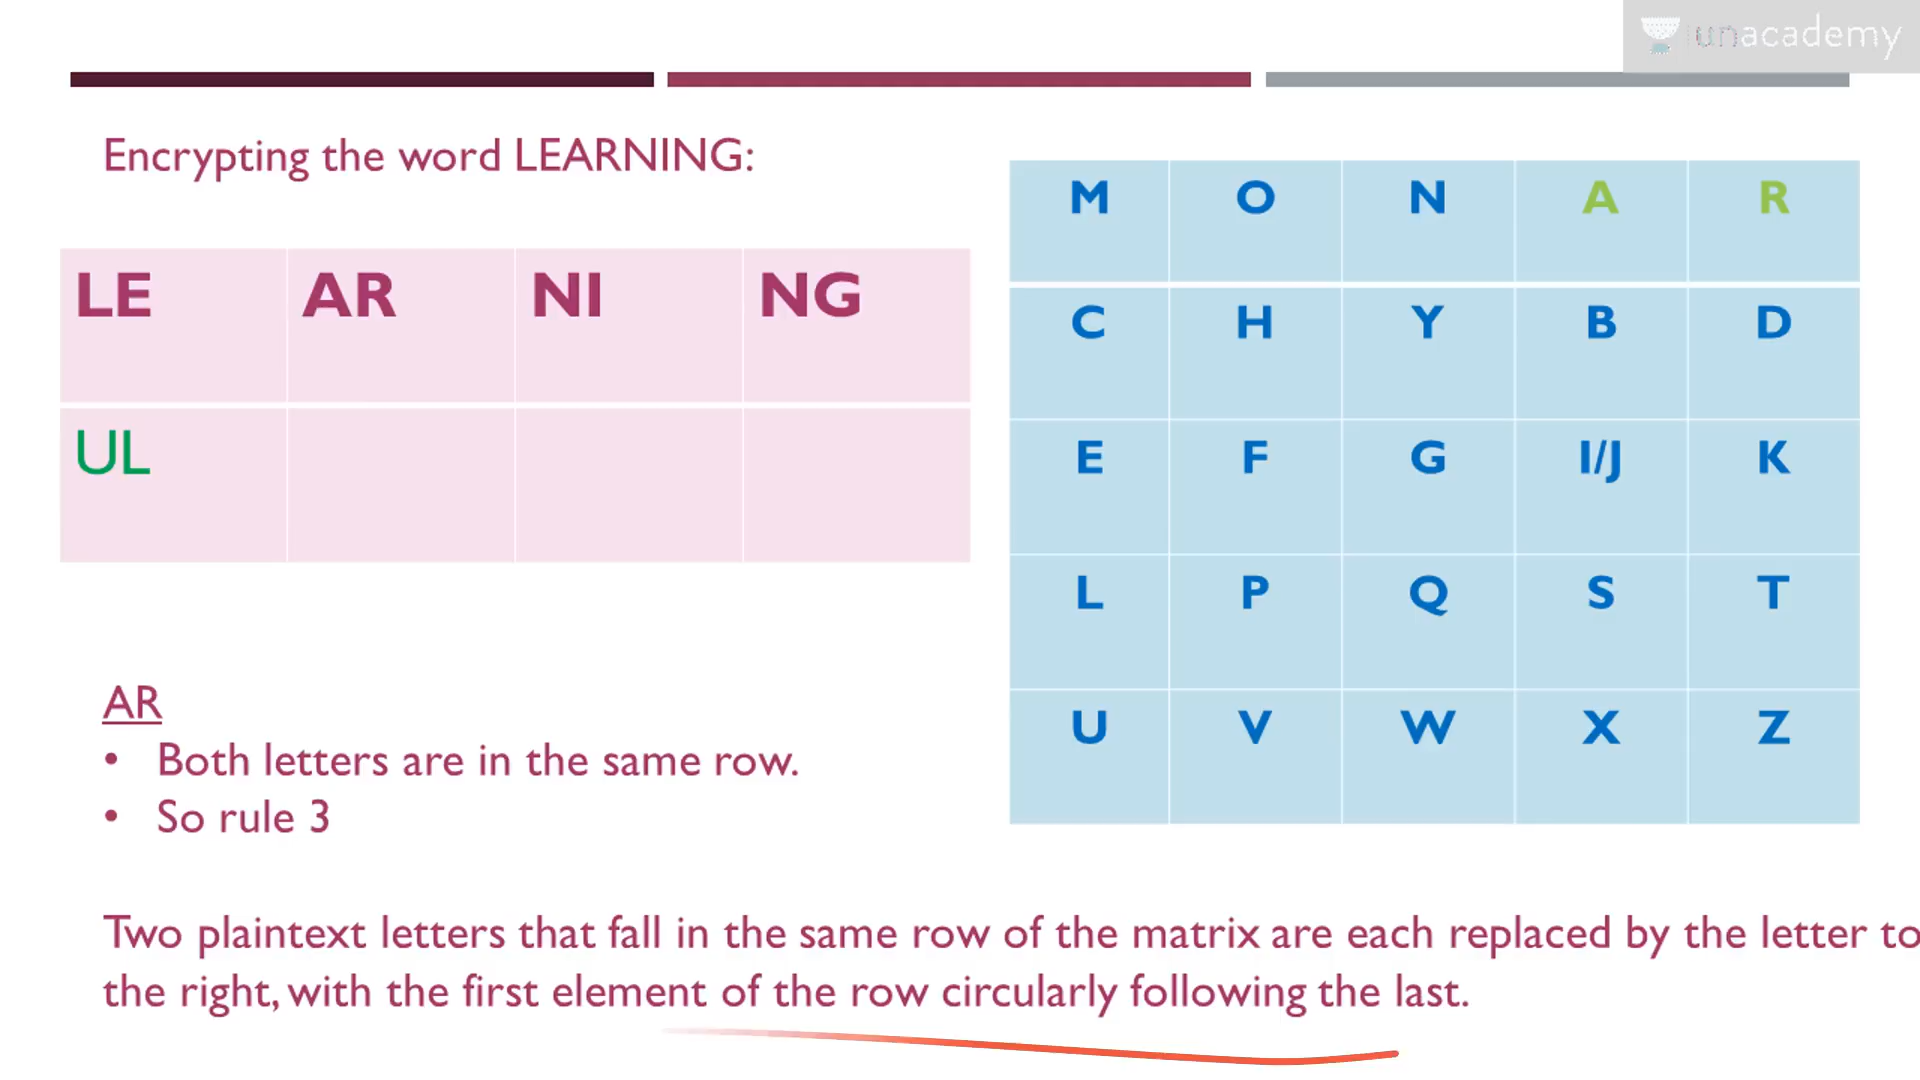 unacademy
Encrypting the word LEARNING:
LE AR NI NG
UL
M O N A R
C H Y B D
E F G I/J K
L P Q S T
U V W X Z
AR
• Both letters are in the same row.
• So rule 3
Two plaintext letters that fall in the same row of the matrix are each replaced by the letter to
the right, with the first element of the row circularly following the last.